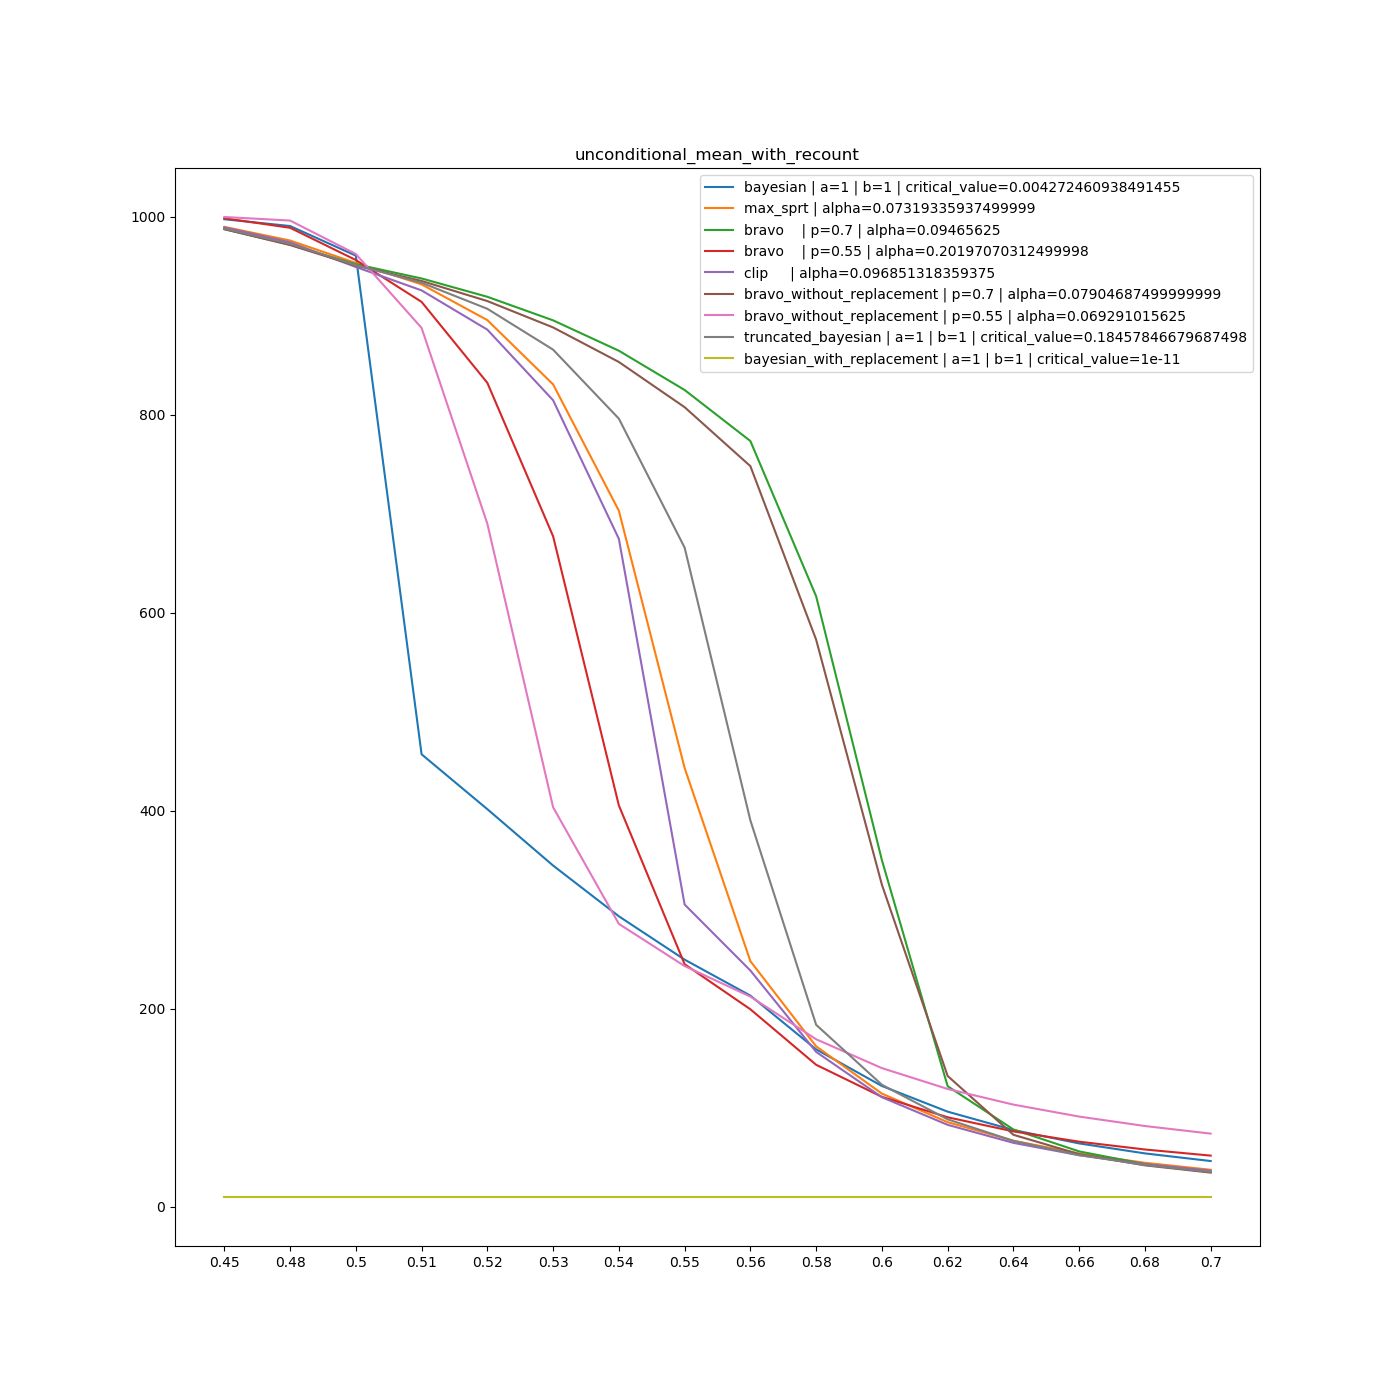 unconditional_mean_with_recount
bayesian | a=1 | b=1 | critical_value=0.004272460938491455
max_sprt | alpha=0.07319335937499999
bravo    | p=0.7 | alpha=0.09465625
bravo    | p=0.55 | alpha=0.20197070312499998
clip     | alpha=0.096851318359375
bravo_without_replacement | p=0.7 | alpha=0.07904687499999999
bravo_without_replacement | p=0.55 | alpha=0.069291015625
truncated_bayesian | a=1 | b=1 | critical_value=0.18457846679687498
bayesian_with_replacement | a=1 | b=1 | critical_value=1e-11
1000
800
600
400
200
0
0.45 0.48 0.5 0.51 0.52 0.53 0.54 0.55 0.56 0.58 0.6 0.62 0.64 0.66 0.68 0.7